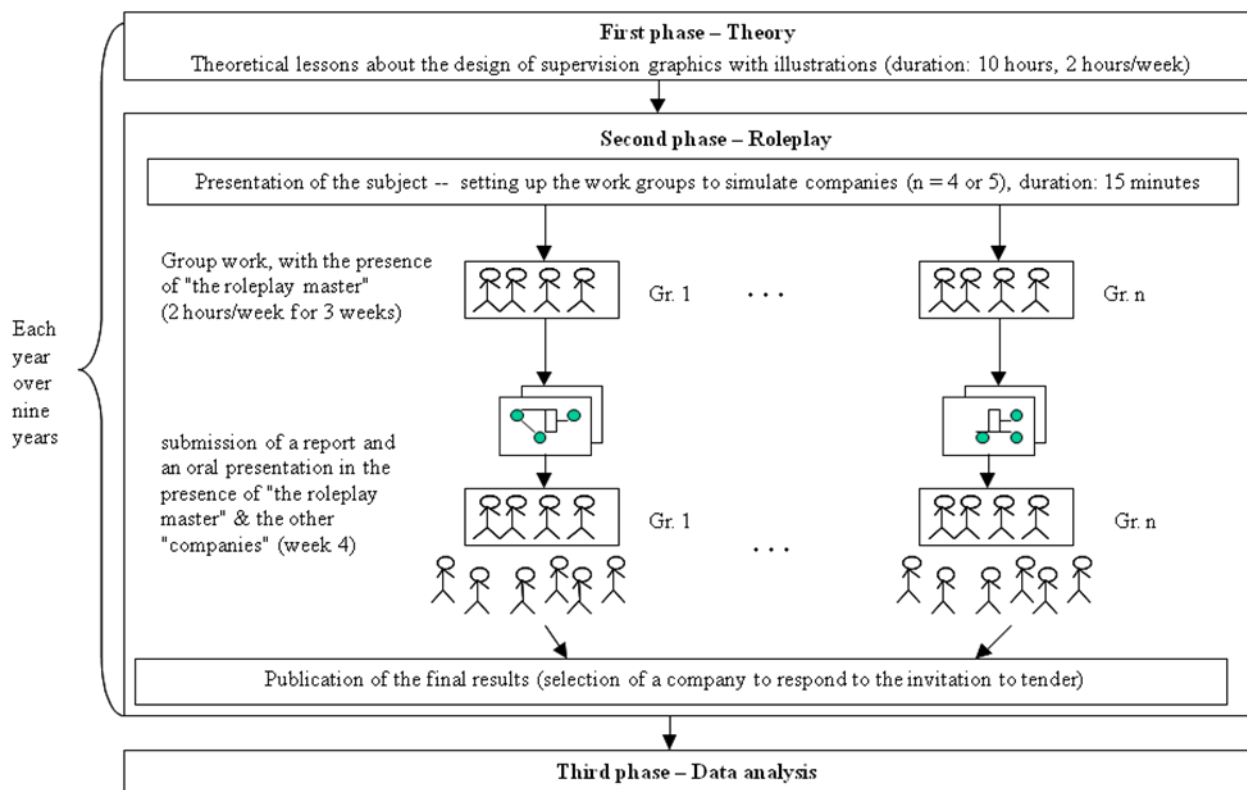 First phase – Theory
Theoretical lessons about the design of supervision graphics with illustrations (duration: 10 hours, 2 hours/week)
Second phase – Roleplay
Presentation of the subject -- setting up the work groups to simulate companies (n = 4 or 5), duration: 15 minutes
Group work, with the presence
of "the roleplay master"
(2 hours/week for 3 weeks)
Gr. 1
. . .
Gr. n
Each
year
over
nine
years
submission of a report and
an oral presentation in the
presence of "the roleplay
master" & the other
"companies" (week 4)
Gr. 1
. . .
Gr. n
Publication of the final results (selection of a company to respond to the invitation to tender)
Third phase – Data analysis